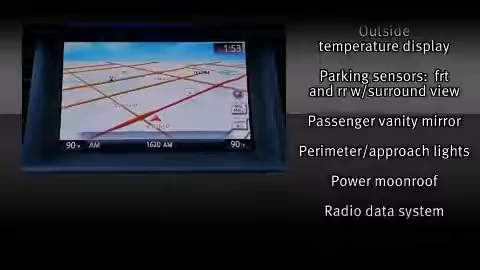 1:53
90 AM 1620 AM 90
Outside
temperature display
Parking sensors: frt
and rr w/surround view
Passenger vanity mirror
Perimeter/approach lights
Power moonroof
Radio data system